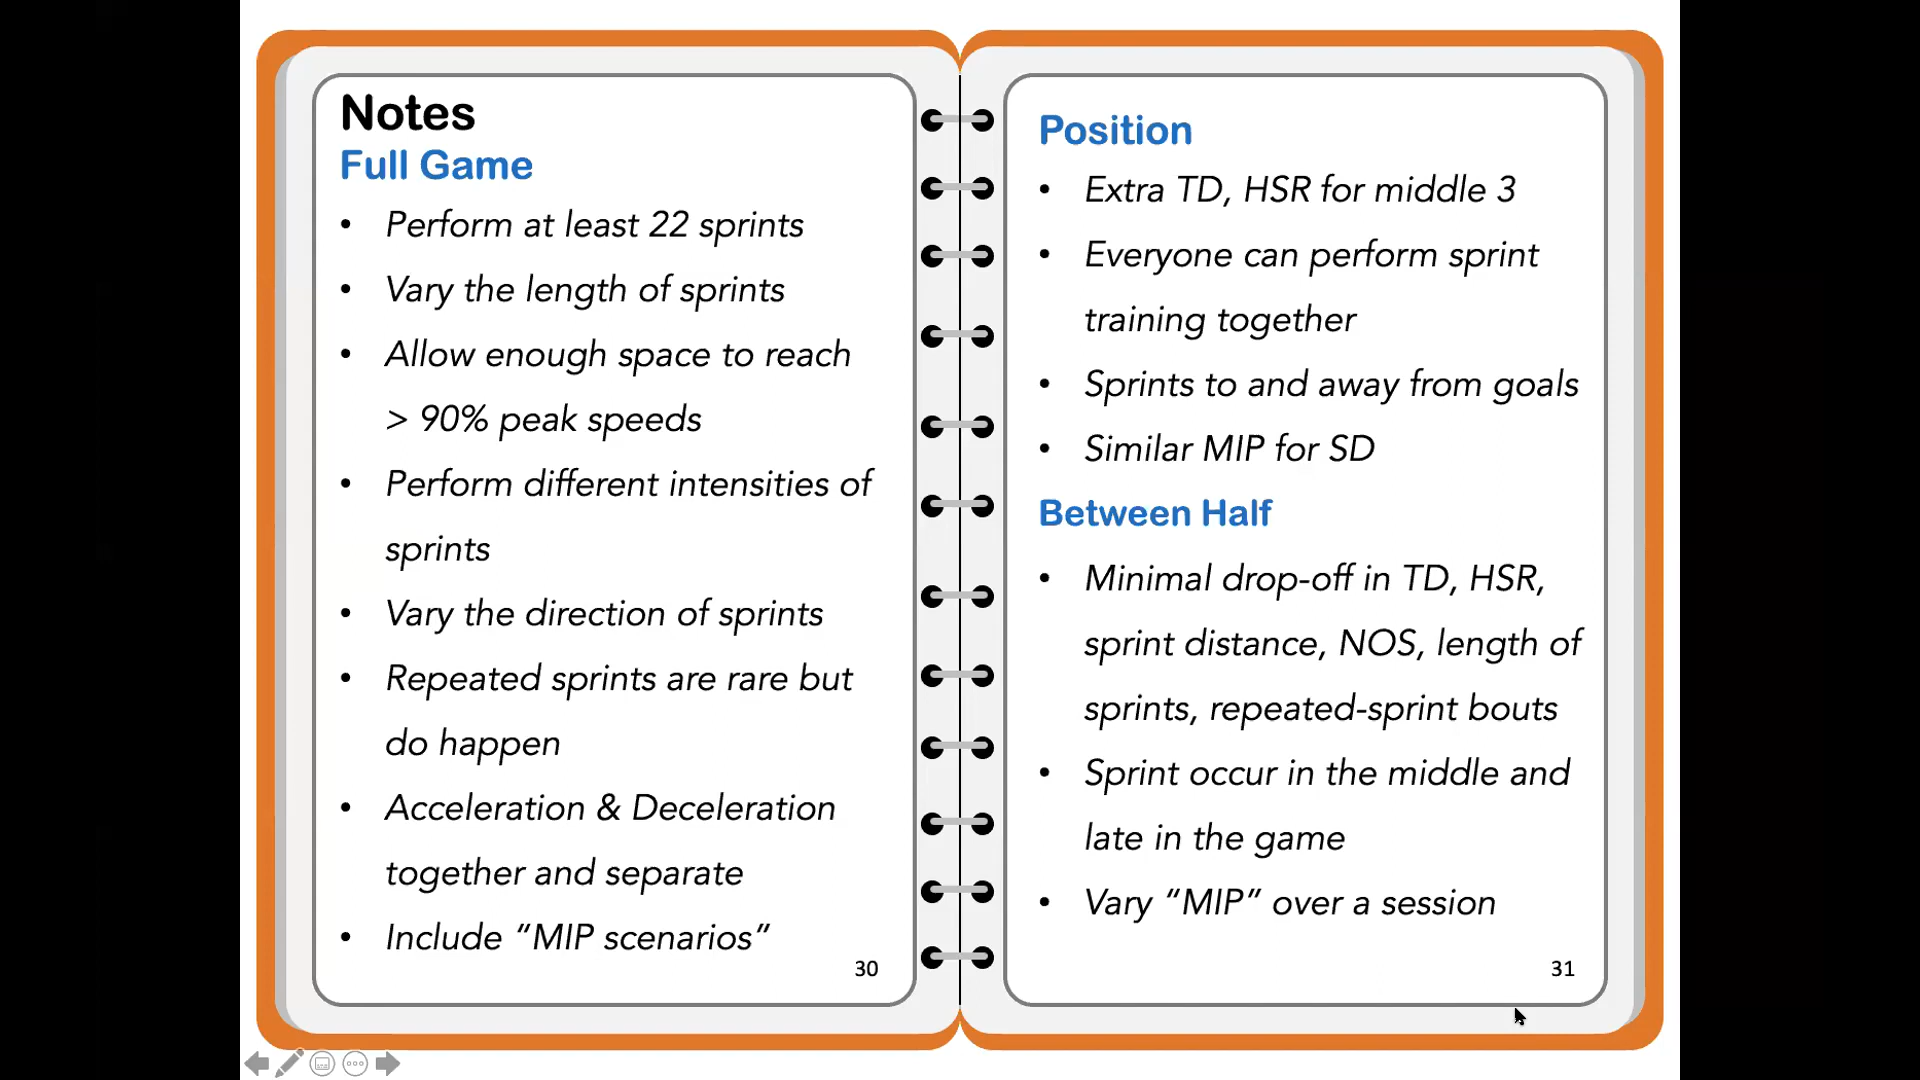 Notes
Full Game
• Perform at least 22 sprints
• Vary the length of sprints
• Allow enough space to reach
> 90% peak speeds
• Perform different intensities of
sprints
• Vary the direction of sprints
• Repeated sprints are rare but
do happen
• Acceleration & Deceleration
together and separate
• Include “MIP scenarios”
30
Position
• Extra TD, HSR for middle 3
• Everyone can perform sprint
training together
• Sprints to and away from goals
• Similar MIP for SD
Between Half
• Minimal drop-off in TD, HSR,
sprint distance, NOS, length of
sprints, repeated-sprint bouts
• Sprint occur in the middle and
late in the game
• Vary “MIP” over a session
31